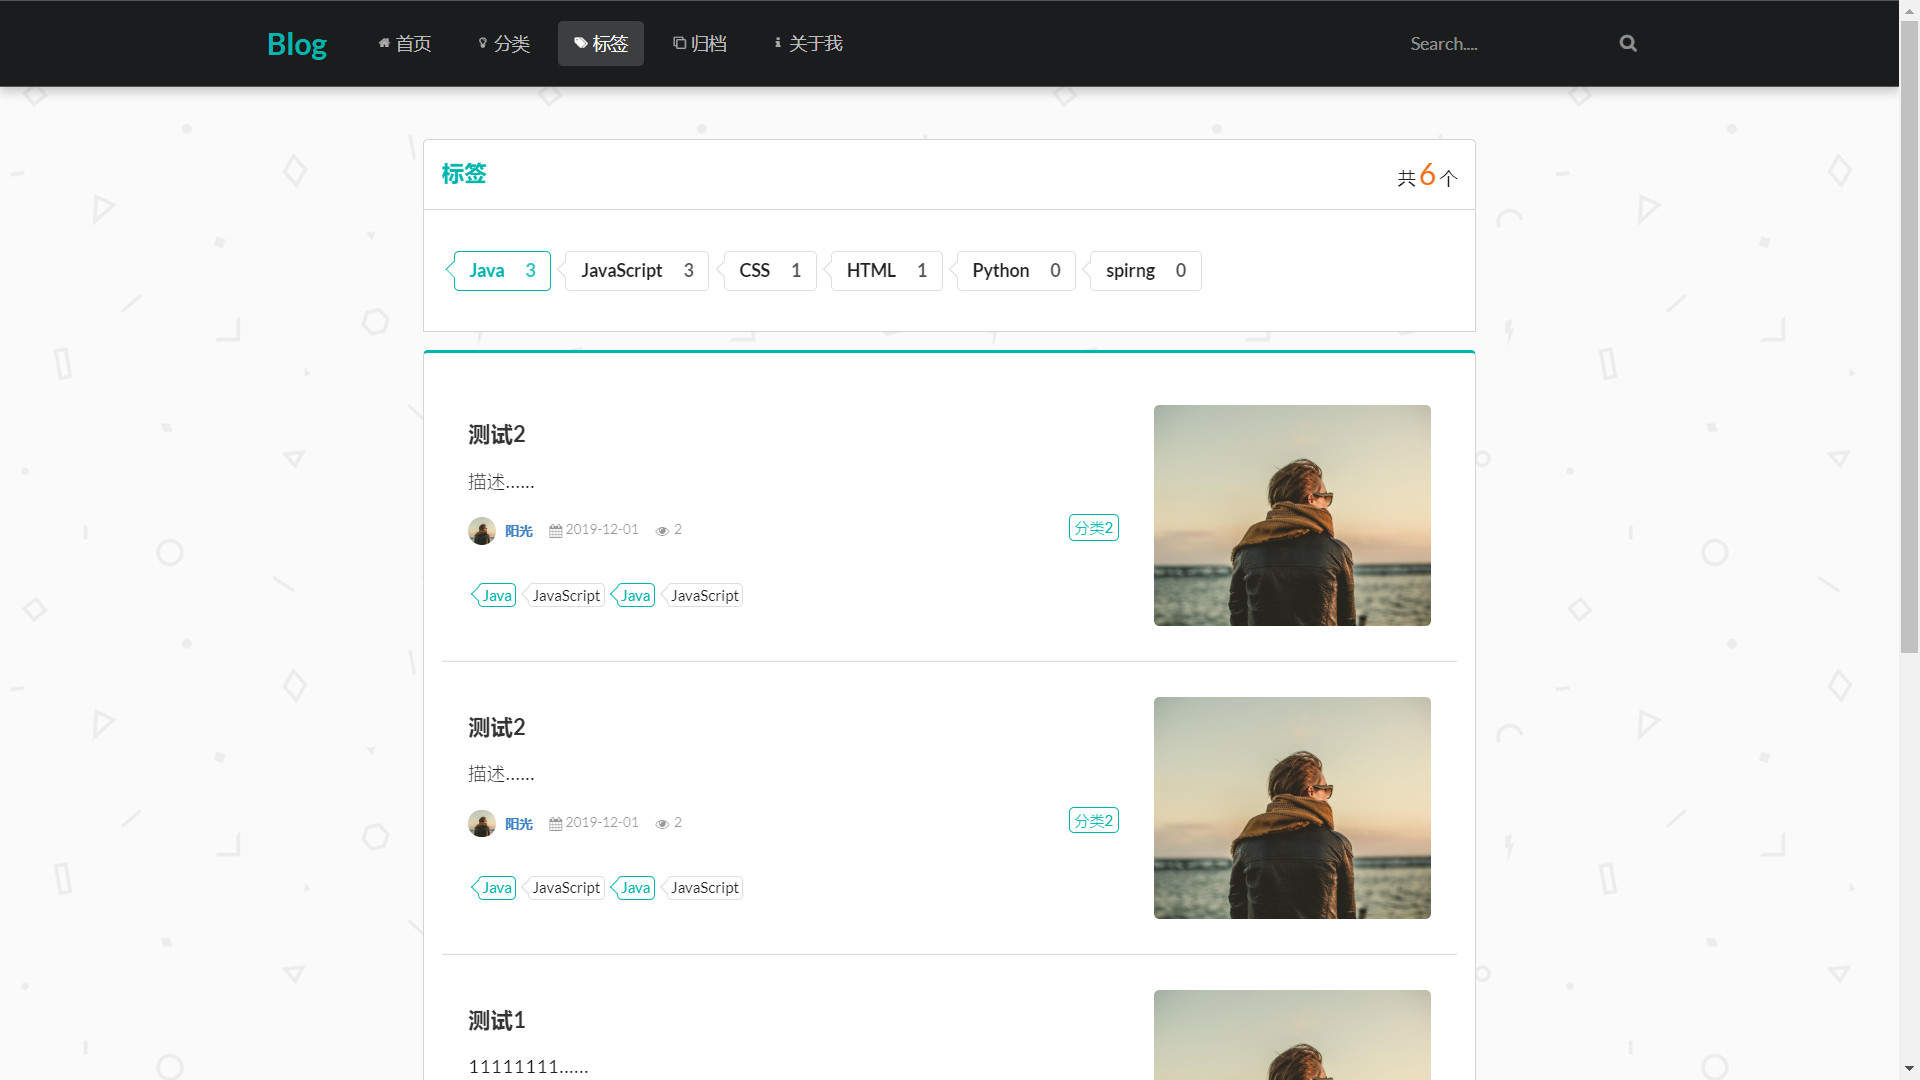 Blog 首页 分类 标签 归档 关于我 Search....
标签 共6个
Java 3 JavaScript 3 CSS 1 HTML 1 Python 0 spirng 0
测试2
描述......
阳光 2019-12-01 2 分类2
Java JavaScript Java JavaScript
测试2
描述......
阳光 2019-12-01 2 分类2
Java JavaScript Java JavaScript
测试1
11111111......